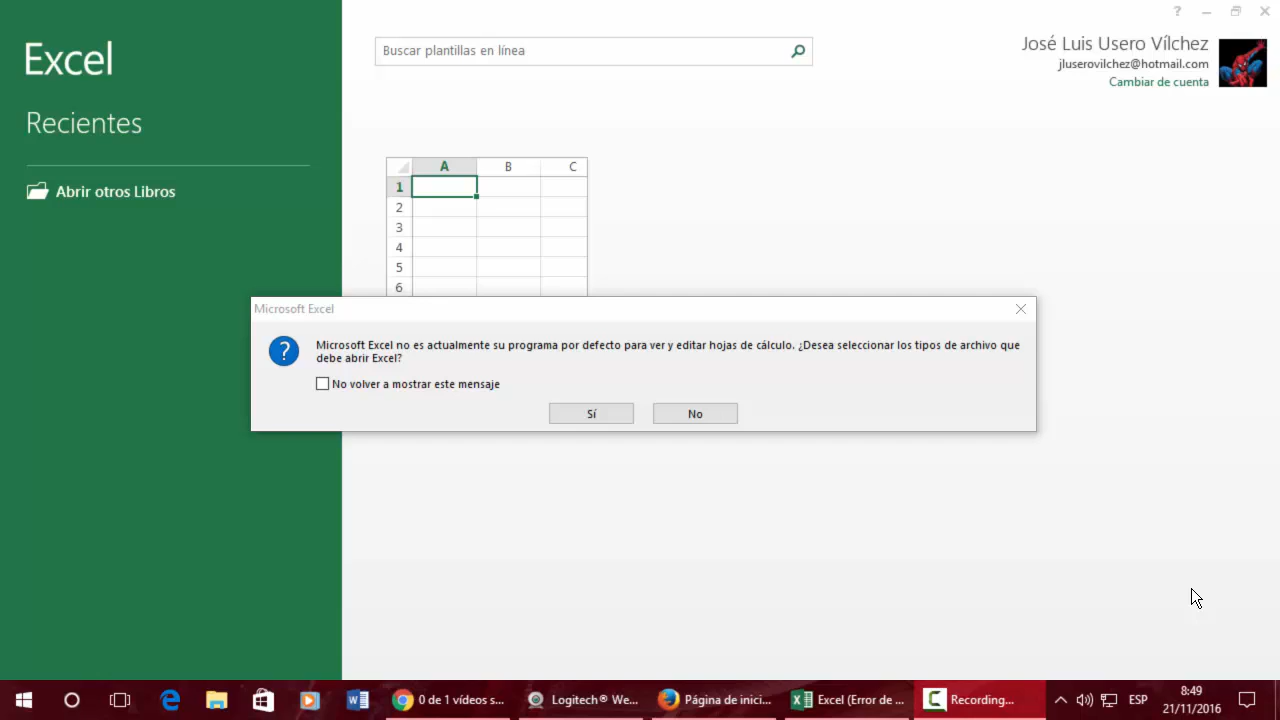 Excel
Recientes
Abrir otros Libros
Buscar plantillas en línea
?
José Luis Usero Vílchez
jluserovilchez@hotmail.com
Cambiar de cuenta
A B C
1
2
3
4
5
6
Microsoft Excel
?
Microsoft Excel no es actualmente su programa por defecto para ver y editar hojas de cálculo. ¿Desea seleccionar los tipos de archivo que
debe abrir Excel?
No volver a mostrar este mensaje
Sí No
0 de 1 vídeos s... Logitech® We... Página de inici... Excel (Error de ... Recording... ESP
8:49
21/11/2016